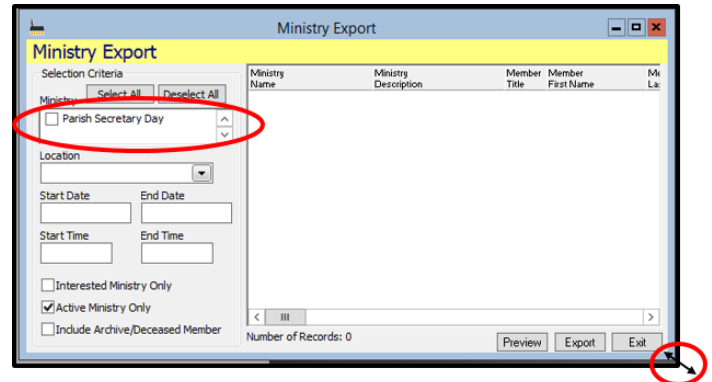 Ministry Export
Ministry Export
Selection Criteria
Ministry Select All Deselect All
Parish Secretary Day
Location
Start Date End Date
Start Time End Time
Interested Ministry Only
Active Ministry Only
Include Archive/Deceased Member
Ministry Ministry Member Member Me
Name Description Title First Name La
Number of Records: 0
Preview Export Exit